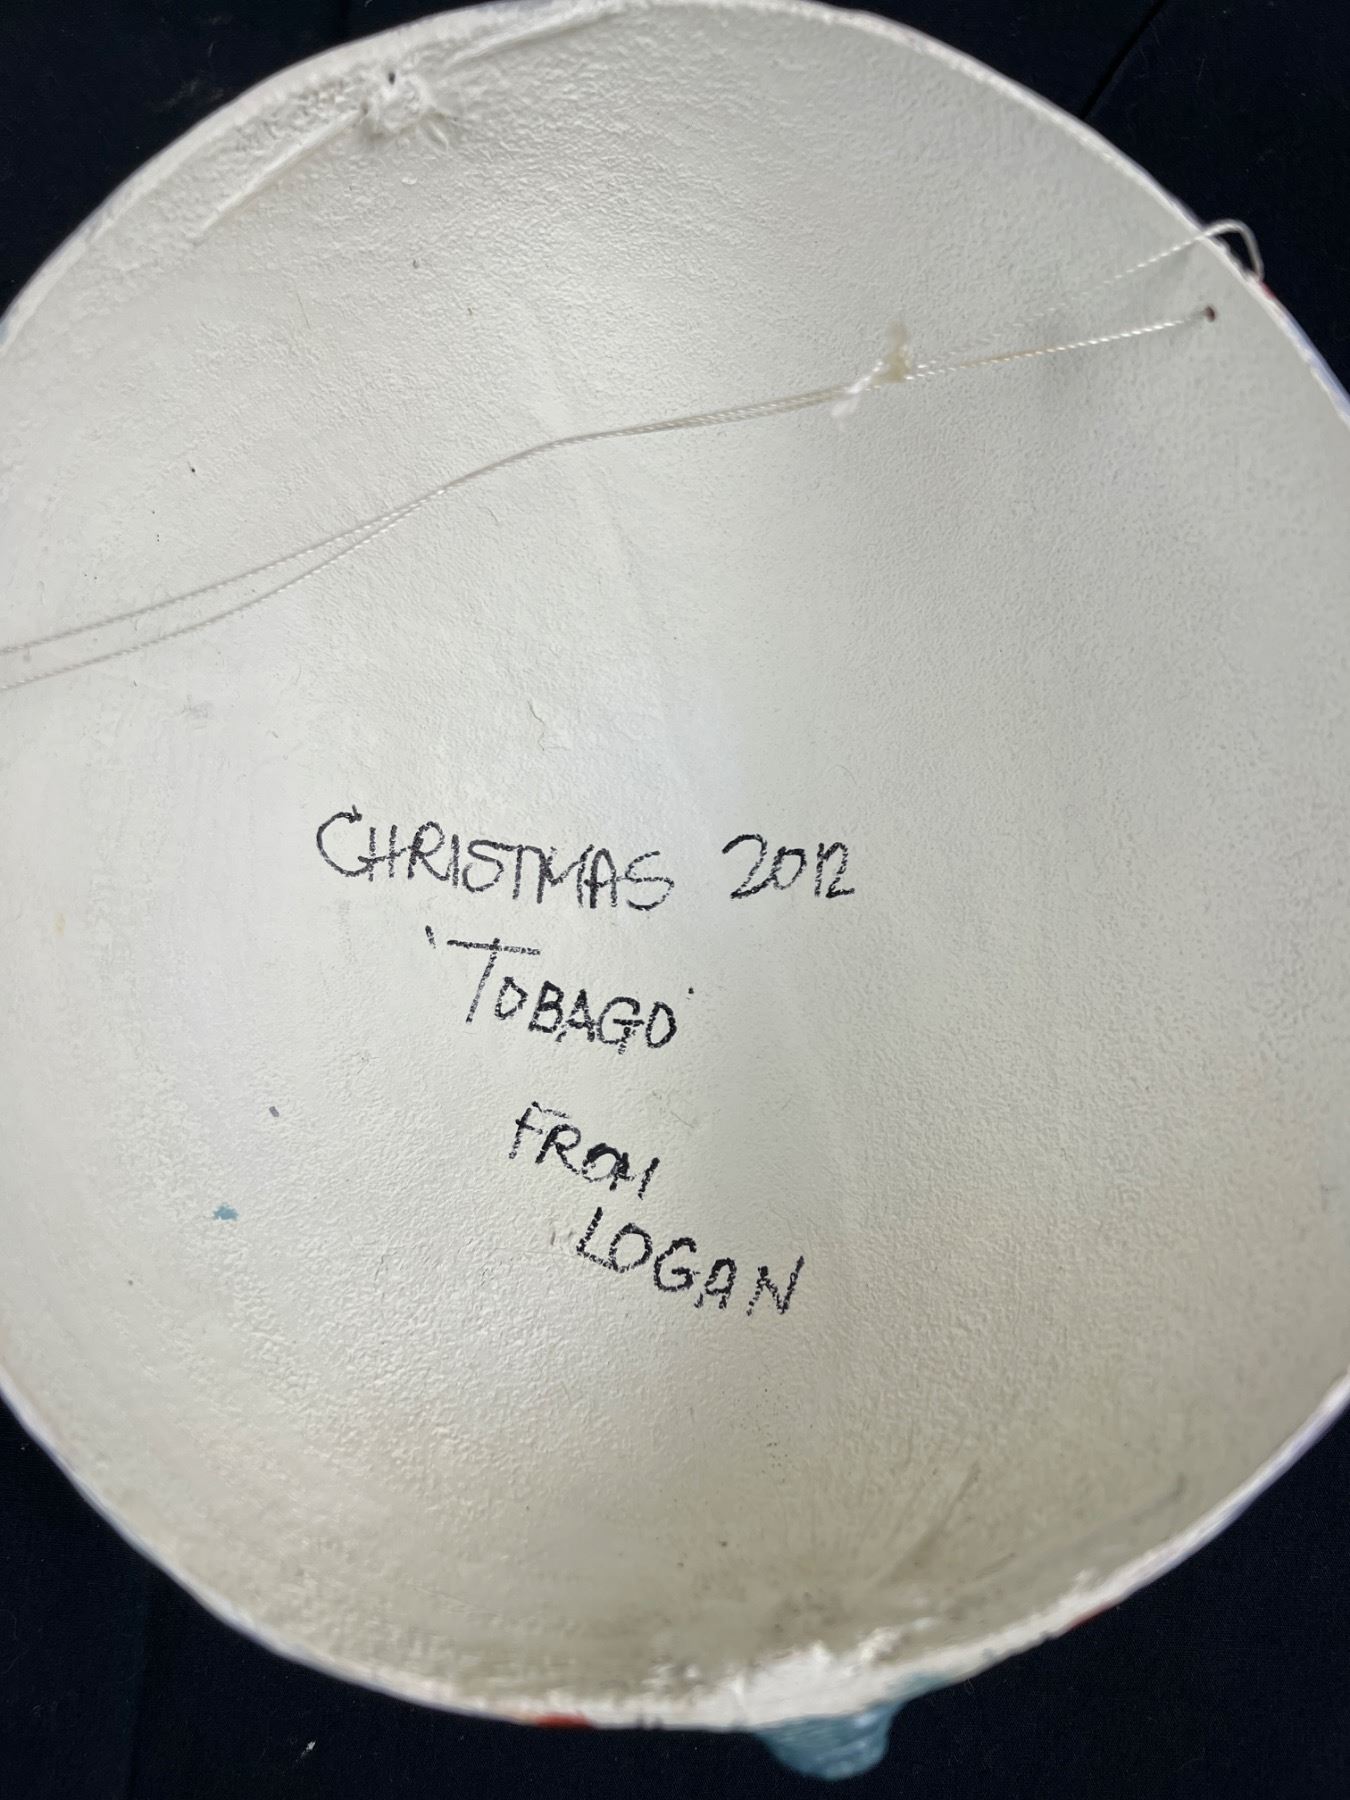 CHRISTMAS 2012
'TOBAGO'
FROM
LOGAN